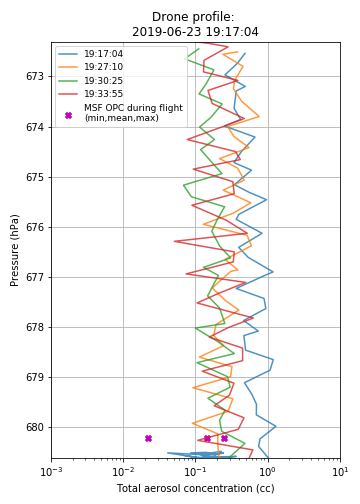 Drone profile:
2019-06-23 19:17:04
19:17:04
19:27:10
19:30:25
19:33:55
MSF OPC during flight
(min,mean,max)
673
674
675
676
677
678
679
680
Pressure (hPa)
10⁻³ 10⁻² 10⁻¹ 10⁰ 10¹
Total aerosol concentration (cc)